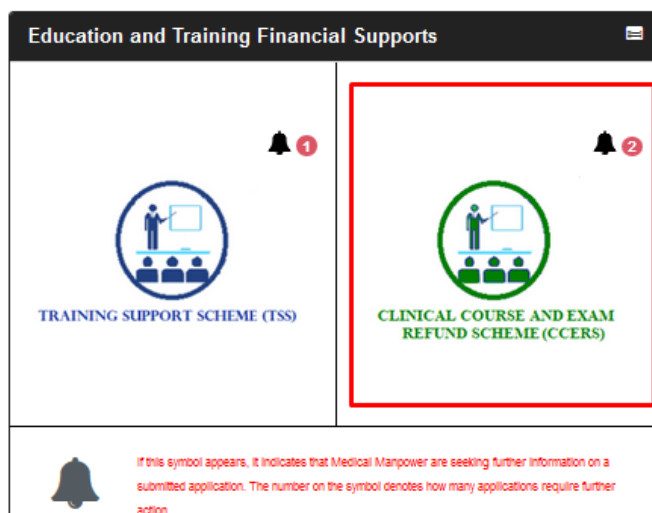 Education and Training Financial Supports
1
2
TRAINING SUPPORT SCHEME (TSS)
CLINICAL COURSE AND EXAM
REFUND SCHEME (CCERS)
If this symbol appears, it indicates that Medical Manpower are seeking further information on a
submitted application. The number on the symbol denotes how many applications require further
action